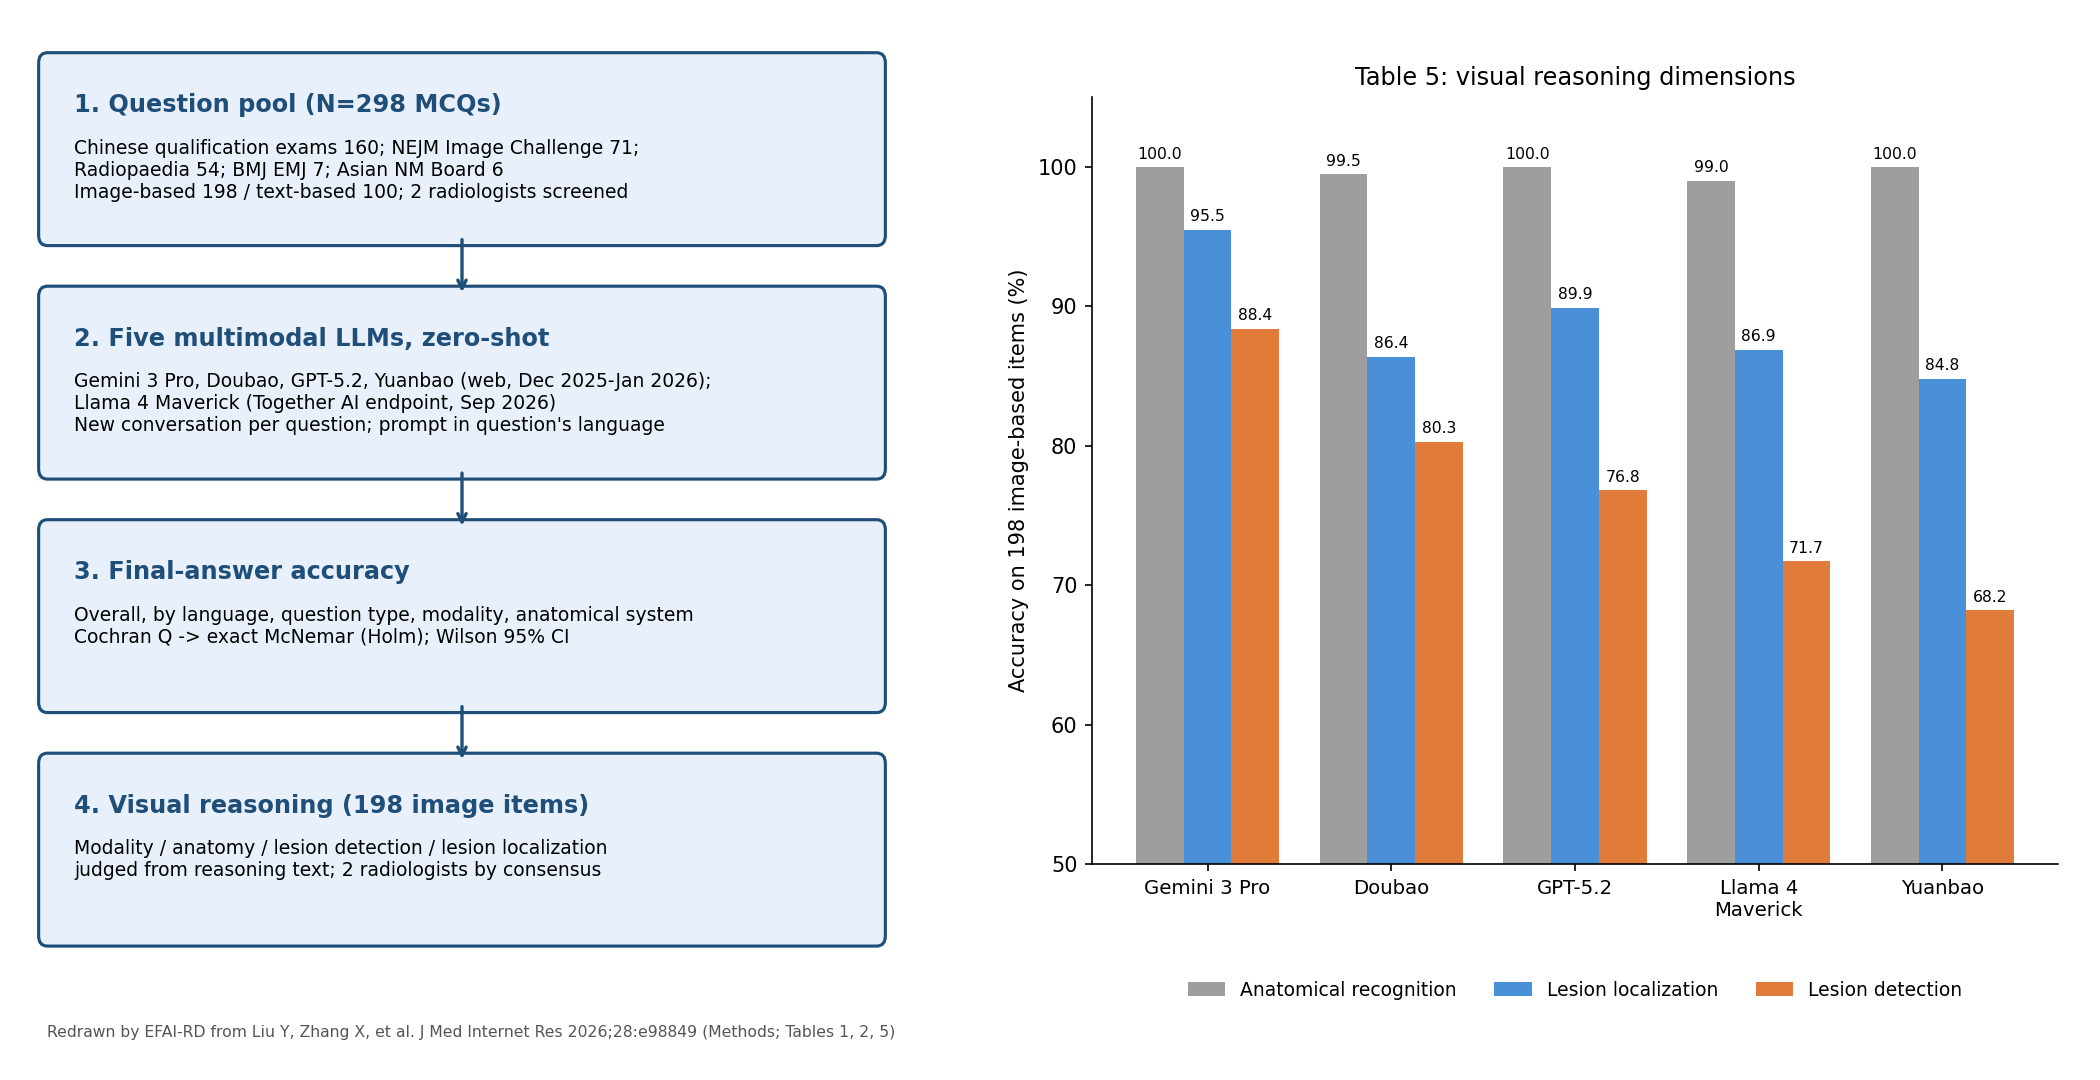 1. Question pool (N=298 MCQs)
Chinese qualification exams 160; NEJM Image Challenge 71;
Radiopaedia 54; BMJ EMJ 7; Asian NM Board 6
Image-based 198 / text-based 100; 2 radiologists screened
2. Five multimodal LLMs, zero-shot
Gemini 3 Pro, Doubao, GPT-5.2, Yuanbao (web, Dec 2025-Jan 2026);
Llama 4 Maverick (Together AI endpoint, Sep 2026)
New conversation per question; prompt in question's language
3. Final-answer accuracy
Overall, by language, question type, modality, anatomical system
Cochran Q -> exact McNemar (Holm); Wilson 95% CI
4. Visual reasoning (198 image items)
Modality / anatomy / lesion detection / lesion localization
judged from reasoning text; 2 radiologists by consensus
Redrawn by EFAI-RD from Liu Y, Zhang X, et al. J Med Internet Res 2026;28:e98849 (Methods; Tables 1, 2, 5)
Table 5: visual reasoning dimensions
Accuracy on 198 image-based items (%)
100
90
80
70
60
50
100.0
95.5
88.4
99.5
86.4
80.3
100.0
89.9
76.8
99.0
86.9
71.7
100.0
84.8
68.2
Gemini 3 Pro
Doubao
GPT-5.2
Llama 4
Maverick
Yuanbao
Anatomical recognition
Lesion localization
Lesion detection